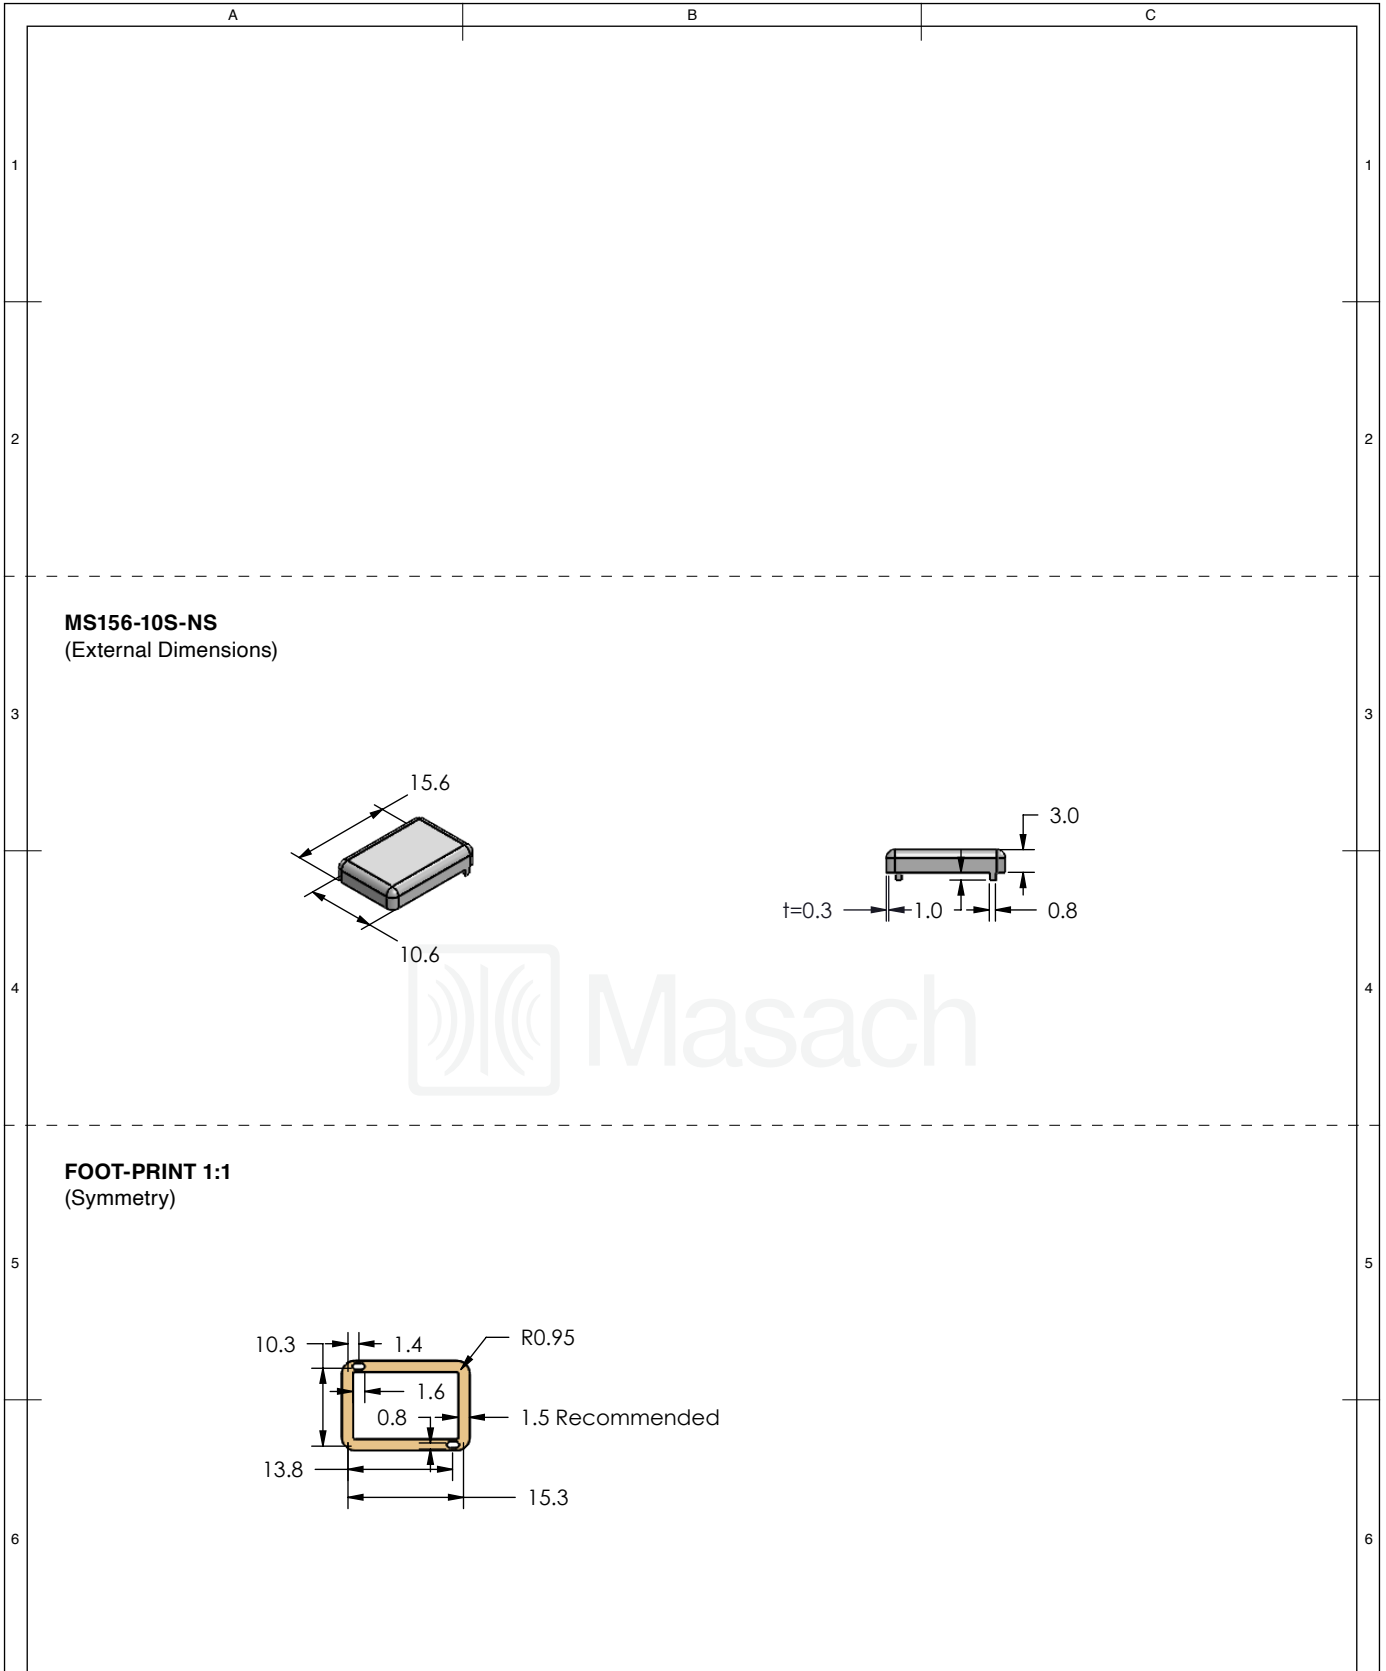 A B C
1 1
2 2
MS156-10S-NS
(External Dimensions)
3 3
15.6
3.0
t=0.3 1.0 0.8
10.6
4 4
Masach
FOOT-PRINT 1:1
(Symmetry)
5 5
10.3 1.4 R0.95
1.6
0.8 1.5 Recommended
13.8
15.3
6 6